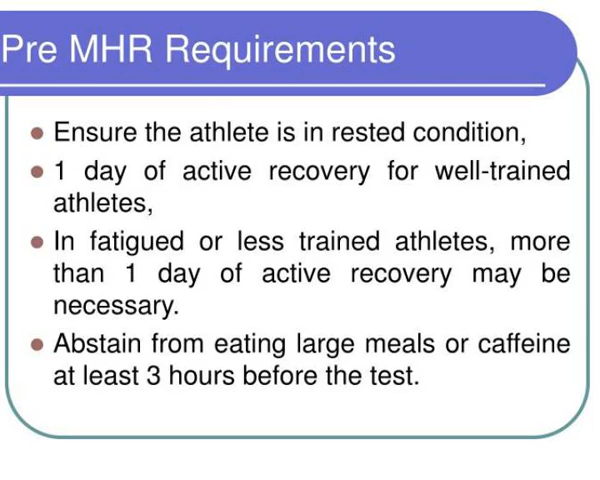 Pre MHR Requirements
Ensure the athlete is in rested condition,
1 day of active recovery for well-trained
athletes,
In fatigued or less trained athletes, more
than 1 day of active recovery may be
necessary.
Abstain from eating large meals or caffeine
at least 3 hours before the test.